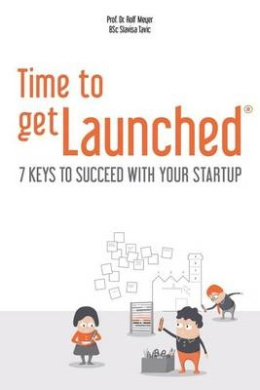 Prof. Dr. Rolf Meyer
BSc Slavisa Tavic
Time to
get Launched®
7 KEYS TO SUCCEED WITH YOUR STARTUP